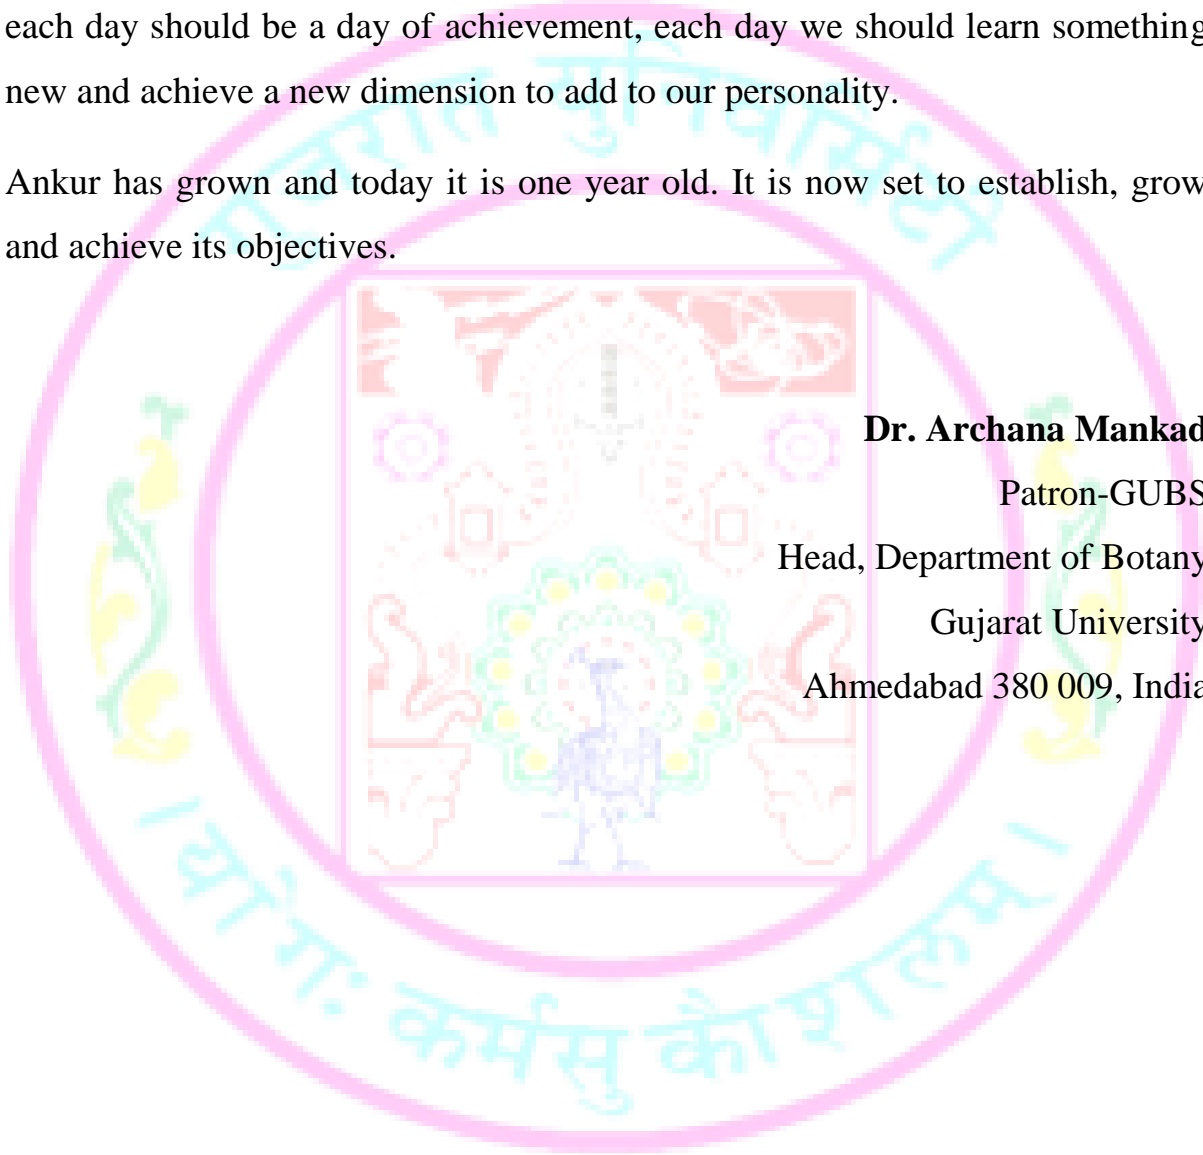 each day should be a day of achievement, each day we should learn something
new and achieve a new dimension to add to our personality.
Ankur has grown and today it is one year old. It is now set to establish, grow
and achieve its objectives.
Dr. Archana Mankad
Patron-GUBS
Head, Department of Botany
Gujarat University
Ahmedabad 380 009, India
गुजरात युनिवर्सिटी
। योगः कर्मसु कौशलम् ।